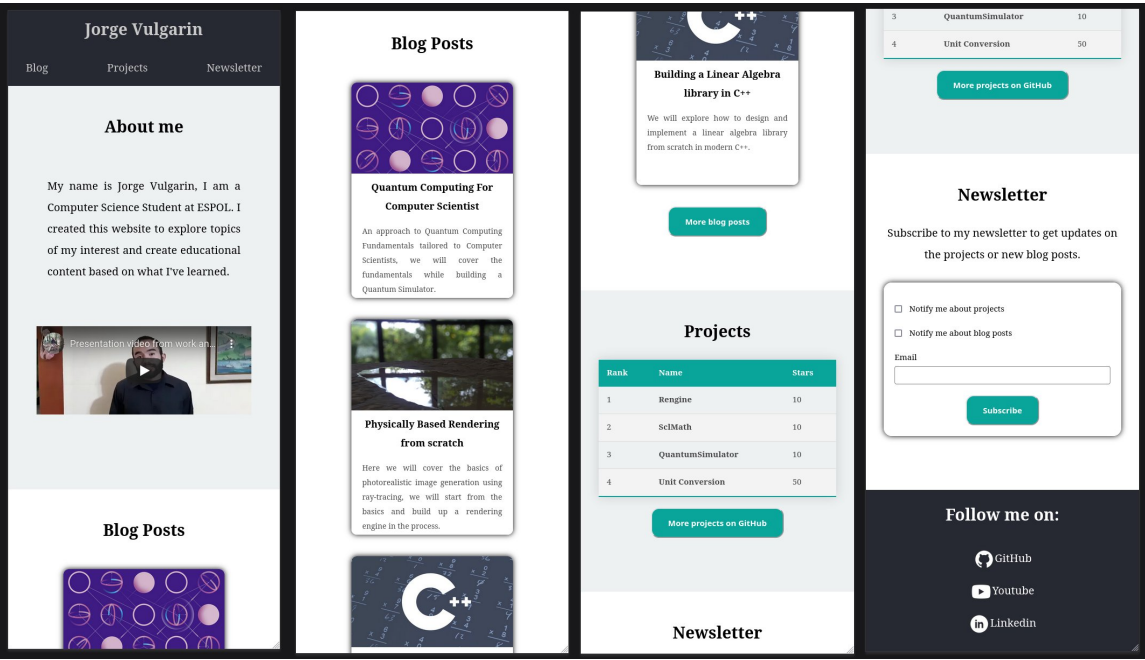 Jorge Vulgarin
Blog Projects Newsletter
About me
My name is Jorge Vulgarin, I am a
Computer Science Student at ESPOL. I
created this website to explore topics
of my interest and create educational
content based on what I've learned.
Presentation video from work an...
Blog Posts
Blog Posts
Quantum Computing For
Computer Scientist
An approach to Quantum Computing
Fundamentals tailored to Computer
Scientists, we will cover the
fundamentals while building a
Quantum Simulator.
Physically Based Rendering
from scratch
Here we will cover the basics of
photorealistic image generation using
ray-tracing, we will start from the
basics and build up a rendering
engine in the process.
C++
C++
Building a Linear Algebra
library in C++
We will explore how to design and
implement a linear algebra library
from scratch in modern C++.
More blog posts
Projects
Rank Name Stars
1 Rengine 10
2 SclMath 10
3 QuantumSimulator 10
4 Unit Conversion 50
More projects on GitHub
Newsletter
3 QuantumSimulator 10
4 Unit Conversion 50
More projects on GitHub
Newsletter
Subscribe to my newsletter to get updates on
the projects or new blog posts.
Notify me about projects
Notify me about blog posts
Email
Subscribe
Follow me on:
GitHub
Youtube
in Linkedin